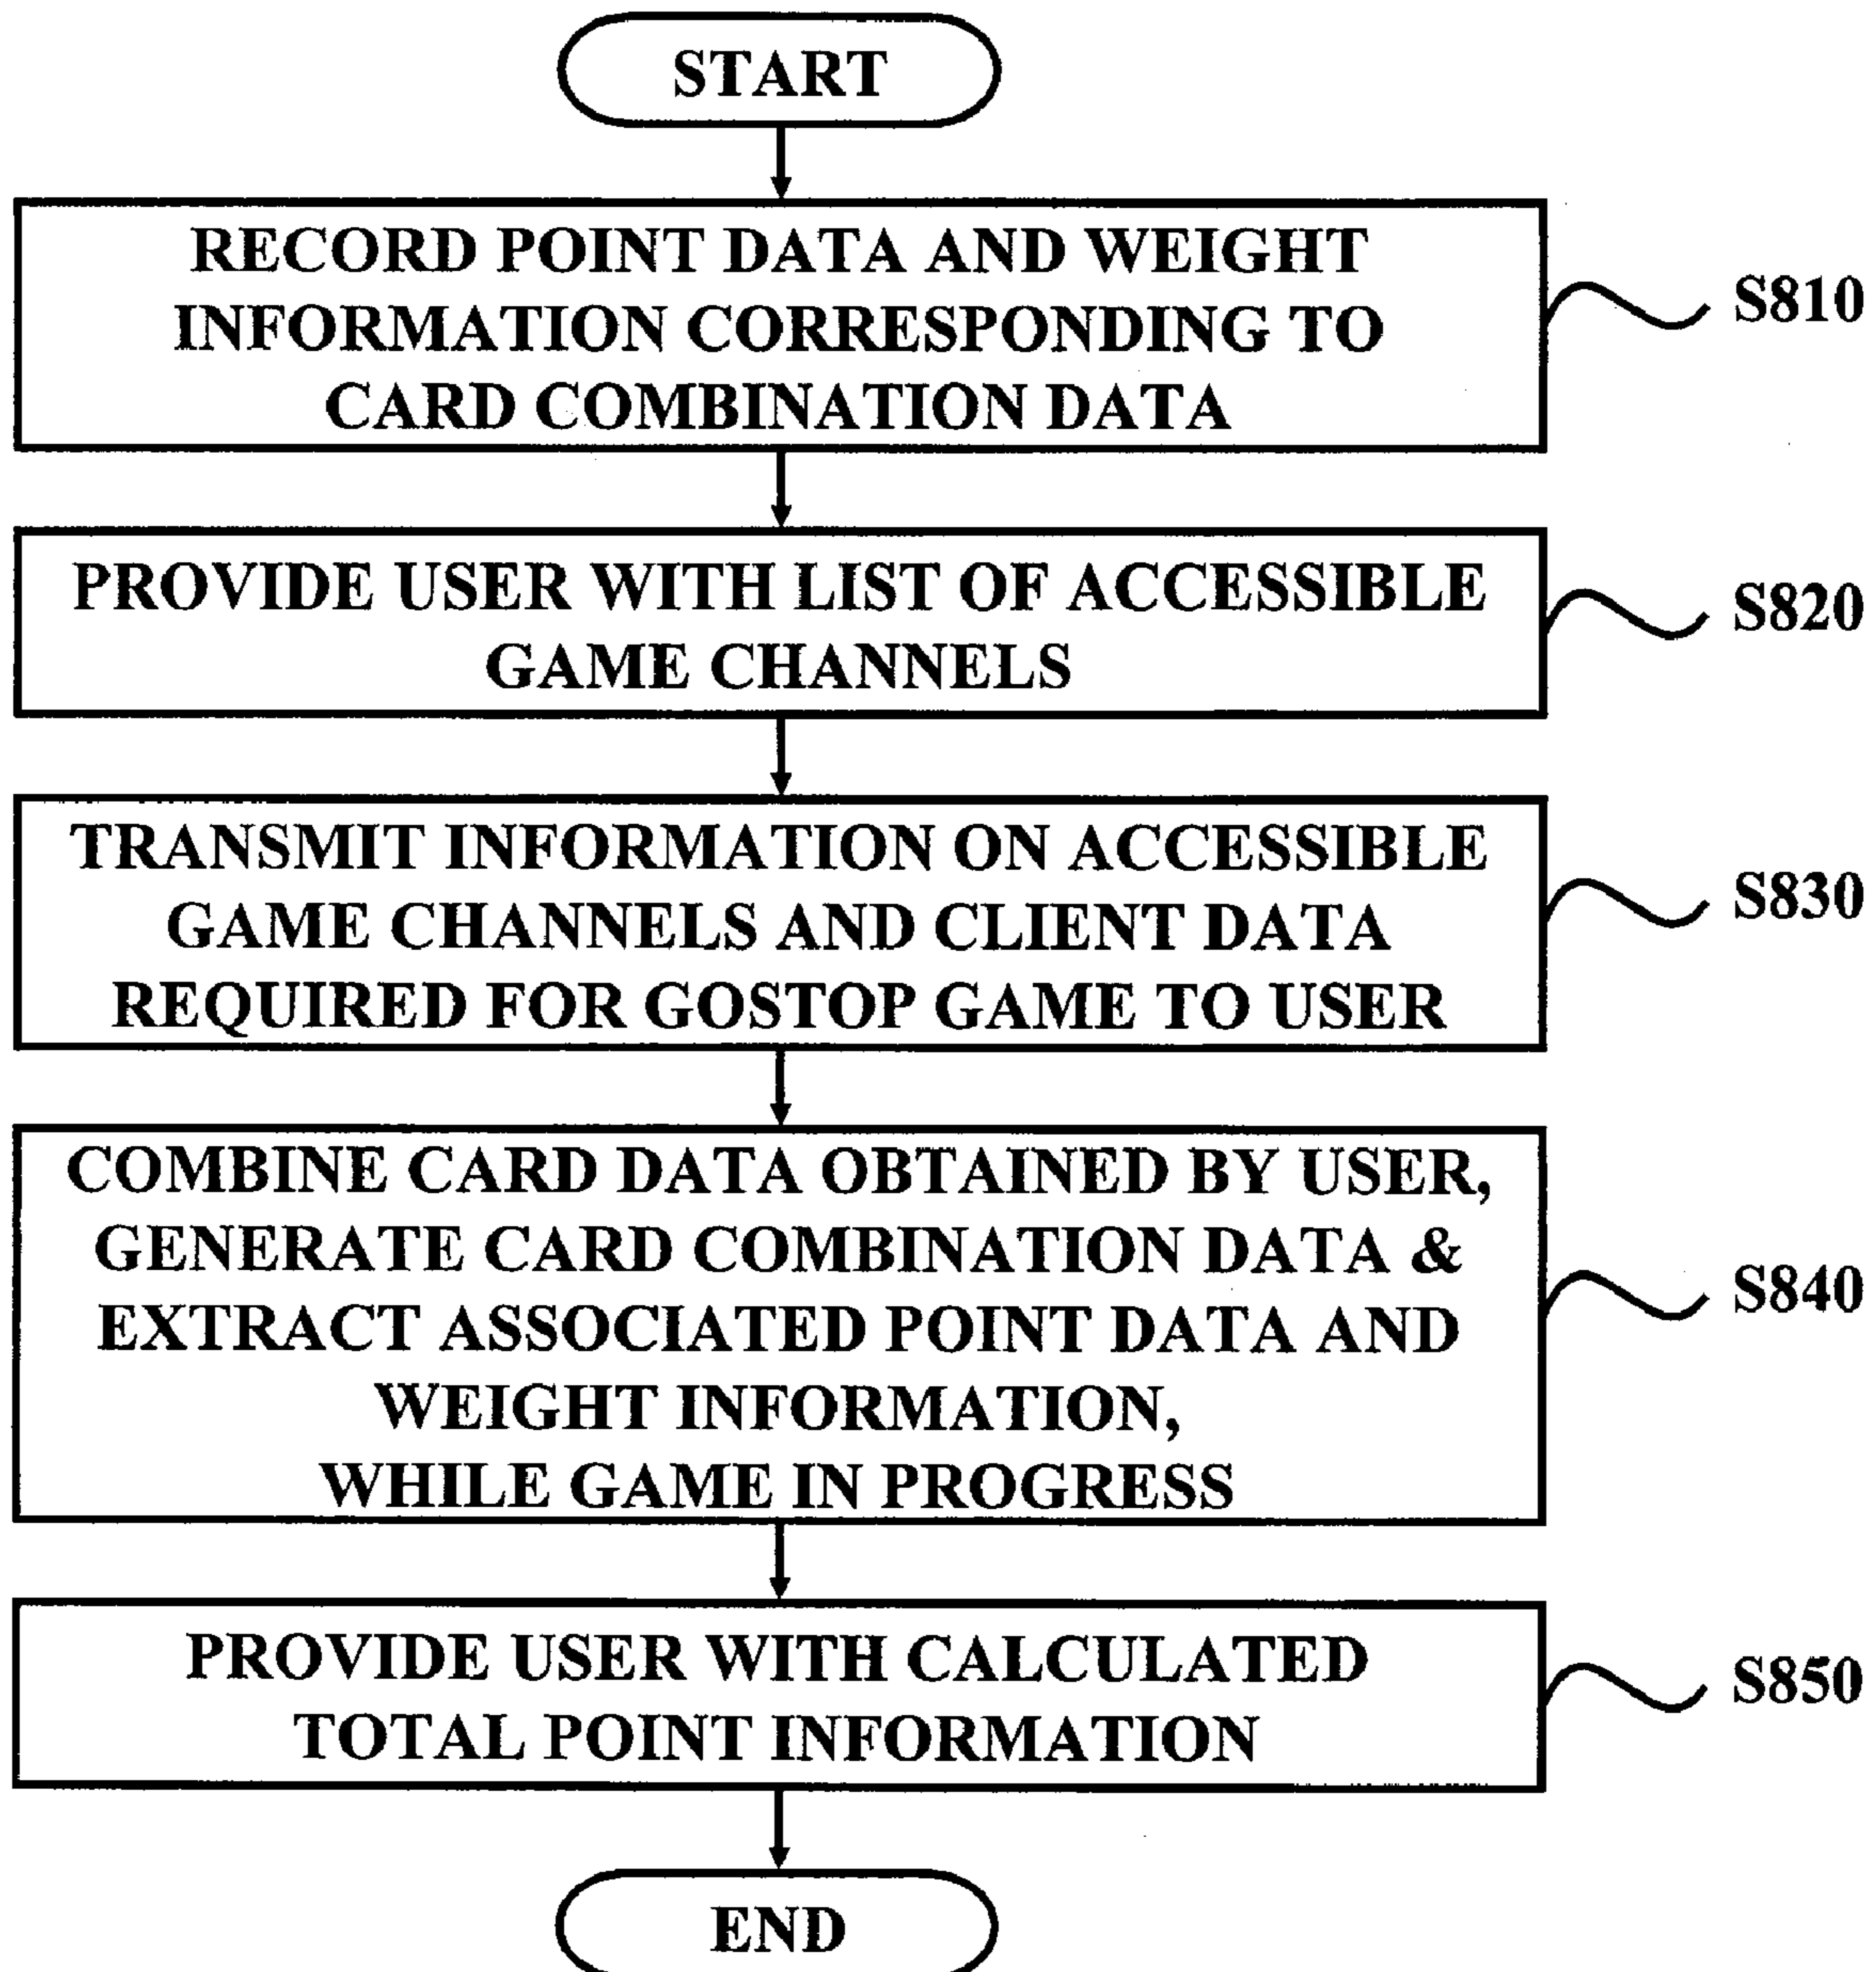 START
RECORD POINT DATA AND WEIGHT
INFORMATION CORRESPONDING TO
CARD COMBINATION DATA
S810
PROVIDE USER WITH LIST OF ACCESSIBLE
GAME CHANNELS
S820
TRANSMIT INFORMATION ON ACCESSIBLE
GAME CHANNELS AND CLIENT DATA
REQUIRED FOR GOSTOP GAME TO USER
S830
COMBINE CARD DATA OBTAINED BY USER,
GENERATE CARD COMBINATION DATA &
EXTRACT ASSOCIATED POINT DATA AND
WEIGHT INFORMATION,
WHILE GAME IN PROGRESS
S840
PROVIDE USER WITH CALCULATED
TOTAL POINT INFORMATION
S850
END